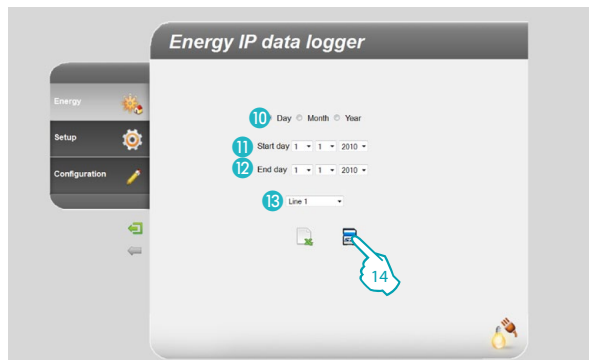 Energy IP data logger
Energy
Setup
Configuration
10 Day Month Year
11 Start day 1 1 2010
12 End day 1 1 2010
13 Line 1
14